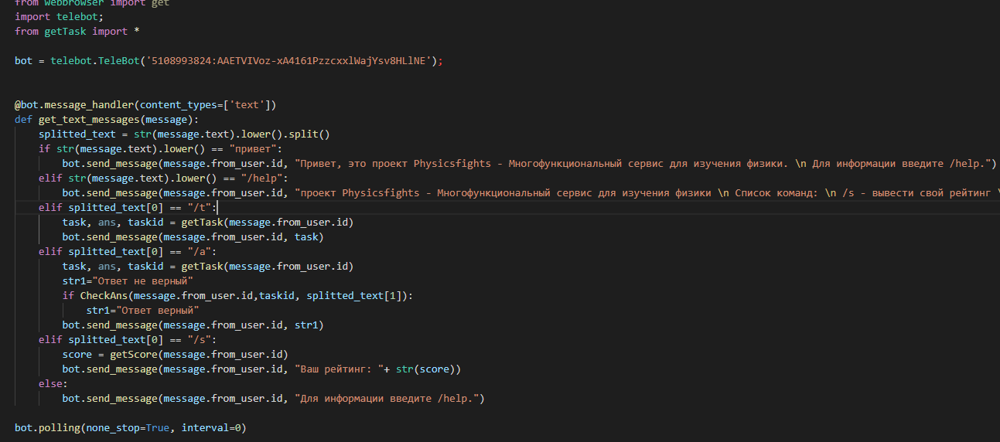 from webbrowser import get
import telebot;
from getTask import *
bot = telebot.TeleBot('5108993824:AAETVIVoz-xA4161PzzcxxlWajYsv8HLlNE');
@bot.message_handler(content_types=['text'])
def get_text_messages(message):
splitted_text = str(message.text).lower().split()
if str(message.text).lower() == "привет":
bot.send_message(message.from_user.id, "Привет, это проект Physicsfights - Многофункциональный сервис для изучения физики. \n Для информации введите /help.")
elif str(message.text).lower() == "/help":
bot.send_message(message.from_user.id, "проект Physicsfights - Многофункциональный сервис для изучения физики \n Список команд: \n /s - вывести свой рейтинг \
elif splitted_text[0] == "/t":
task, ans, taskid = getTask(message.from_user.id)
bot.send_message(message.from_user.id, task)
elif splitted_text[0] == "/a":
task, ans, taskid = getTask(message.from_user.id)
str1="Ответ не верный"
if CheckAns(message.from_user.id,taskid, splitted_text[1]):
str1="Ответ верный"
bot.send_message(message.from_user.id, str1)
elif splitted_text[0] == "/s":
score = getScore(message.from_user.id)
bot.send_message(message.from_user.id, "Ваш рейтинг: "+ str(score))
else:
bot.send_message(message.from_user.id, "Для информации введите /help.")
bot.polling(none_stop=True, interval=0)